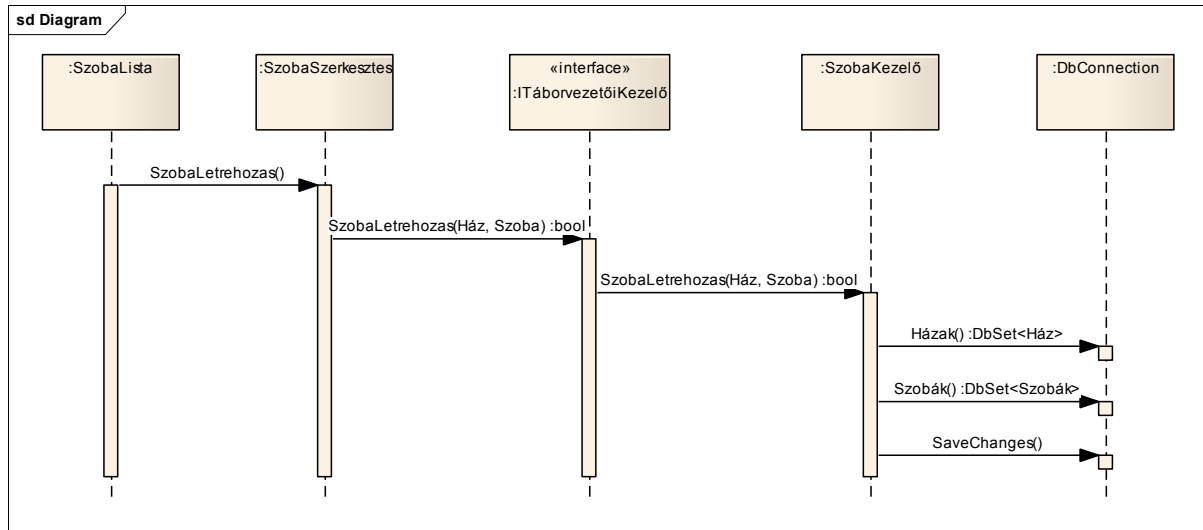 sd Diagram
:SzobaLista
:SzobaSzerkesztes
«interface»
:ITáborvezetőiKezelő
:SzobaKezelő
:DbConnection
SzobaLetrehozas()
SzobaLetrehozas(Ház, Szoba) :bool
SzobaLetrehozas(Ház, Szoba) :bool
Házak() :DbSet<Ház>
Szobák() :DbSet<Szobák>
SaveChanges()